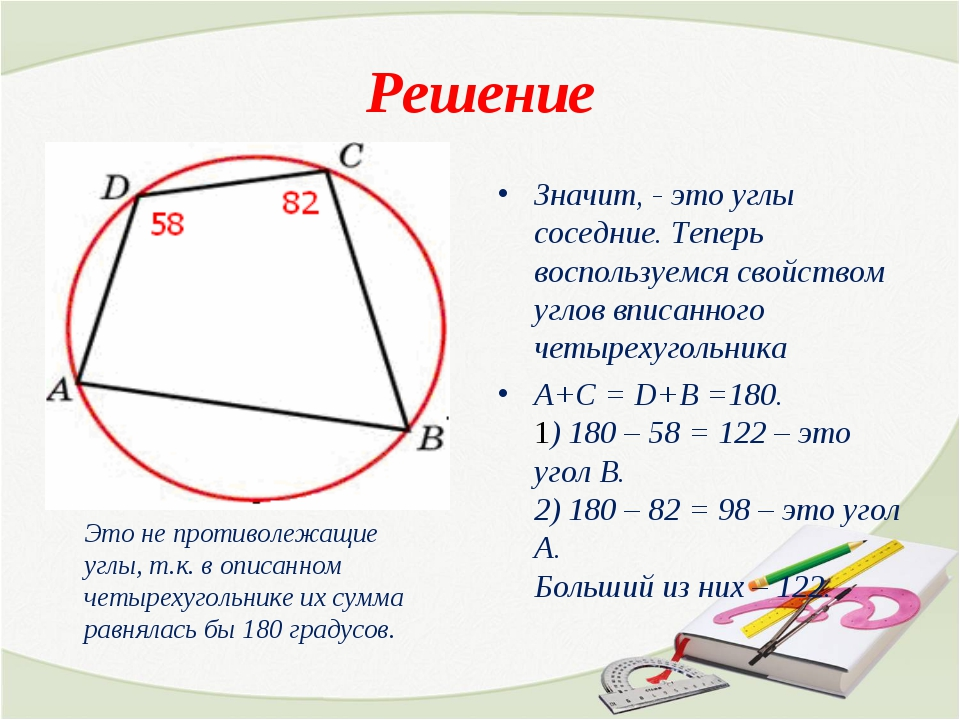 Решение
D
C
58
82
A
B
Это не противолежащие
углы, т.к. в описанном
четырехугольнике их сумма
равнялась бы 180 градусов.
• Значит, - это углы
соседние. Теперь
воспользуемся свойством
углов вписанного
четырехугольника
• A+C = D+B =180.
1) 180 – 58 = 122 – это
угол B.
2) 180 – 82 = 98 – это угол
A.
Больший из них – 122.